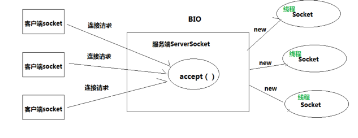 BIO
客户端socket
连接请求
客户端socket
连接请求
客户端socket
连接请求
服务端ServerSocket
accept（ ）
new
线程
Socket
new
线程
Socket
new
线程
Socket